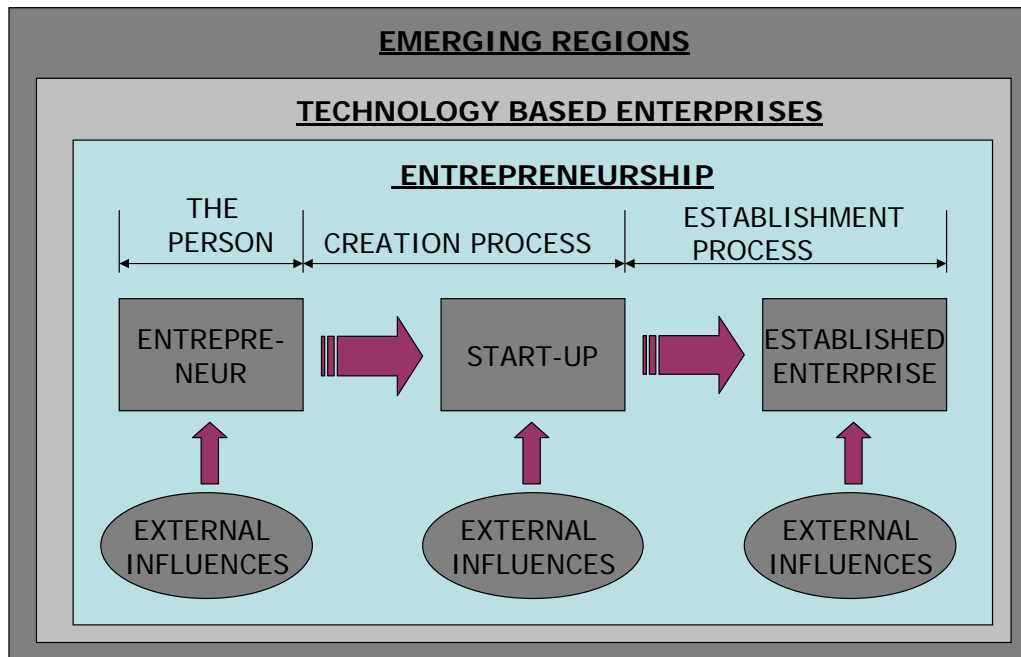 EMERGING REGIONS
TECHNOLOGY BASED ENTERPRISES
ENTREPRENEURSHIP
THE
PERSON
CREATION PROCESS
ESTABLISHMENT
PROCESS
ENTREPRE-
NEUR
START-UP
ESTABLISHED
ENTERPRISE
EXTERNAL
INFLUENCES
EXTERNAL
INFLUENCES
EXTERNAL
INFLUENCES